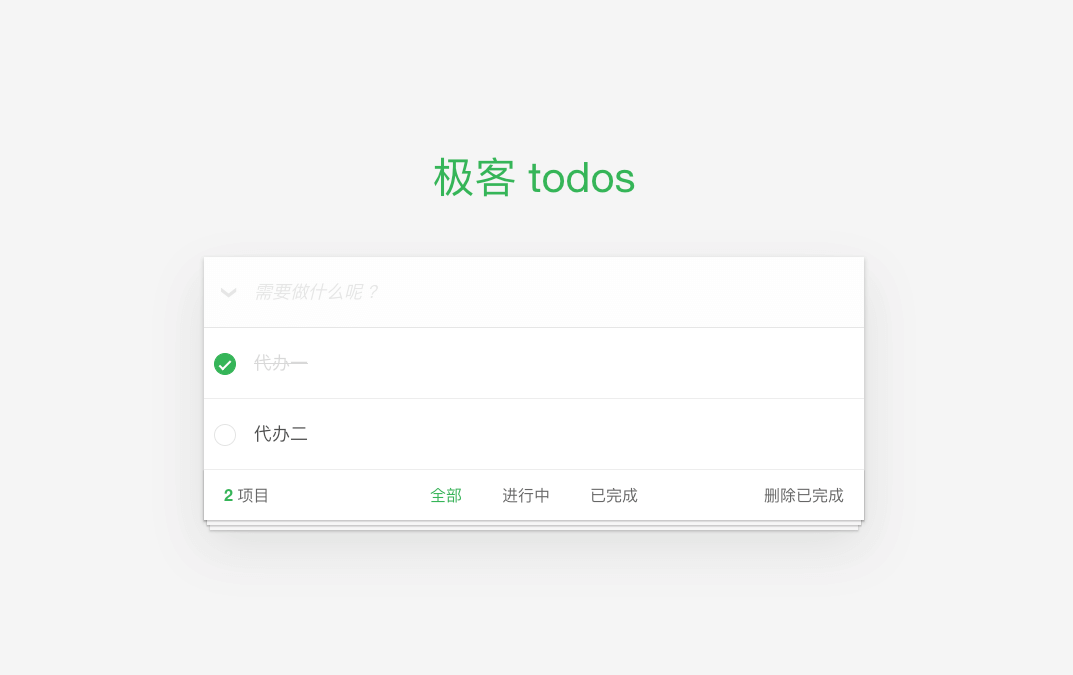 极客 todos
需要做什么呢？
代办一
代办二
2 项目 全部 进行中 已完成 删除已完成